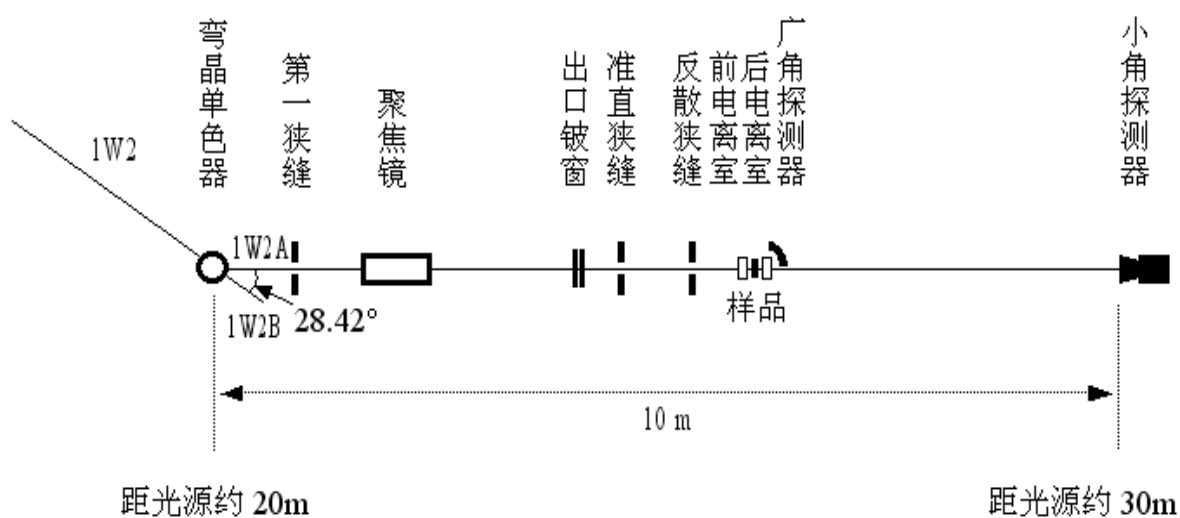 弯晶单色器
第一狭缝
聚焦镜
出口铍窗
准直狭缝
反散狭缝
前电离室
后电离室
广角探测器
小角探测器
1W2
1W2A
1W2B
28.42°
样品
10 m
距光源约 20m
距光源约 30m